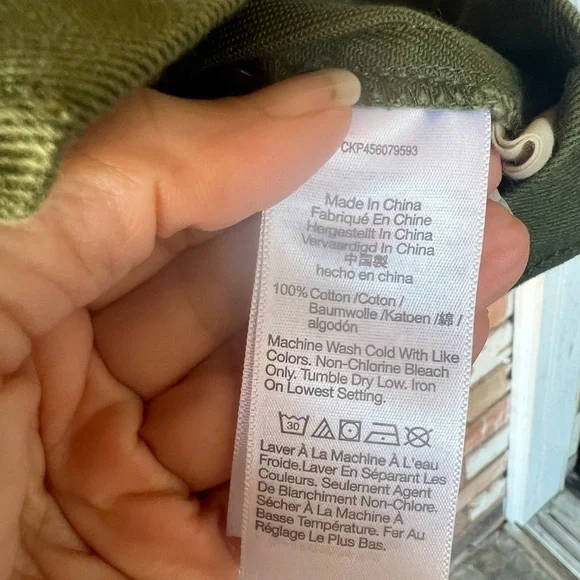 CKP456079593
Made In China
Fabriqué En Chine
Hergestellt In China
Vervaardigd In China
中国製
hecho en china
100% Cotton /Coton /
Baumwolle /Katoen /綿 /
algodón
Machine Wash Cold With Like
Colors. Non-Chlorine Bleach
Only. Tumble Dry Low. Iron
On Lowest Setting.
30
Laver À La Machine À L'eau
Froide.Laver En Séparant Les
Couleurs. Seulement Agent
De Blanchiment Non-Chlore.
Sécher À La Machine À
Basse Température. Fer Au
Réglage Le Plus Bas.